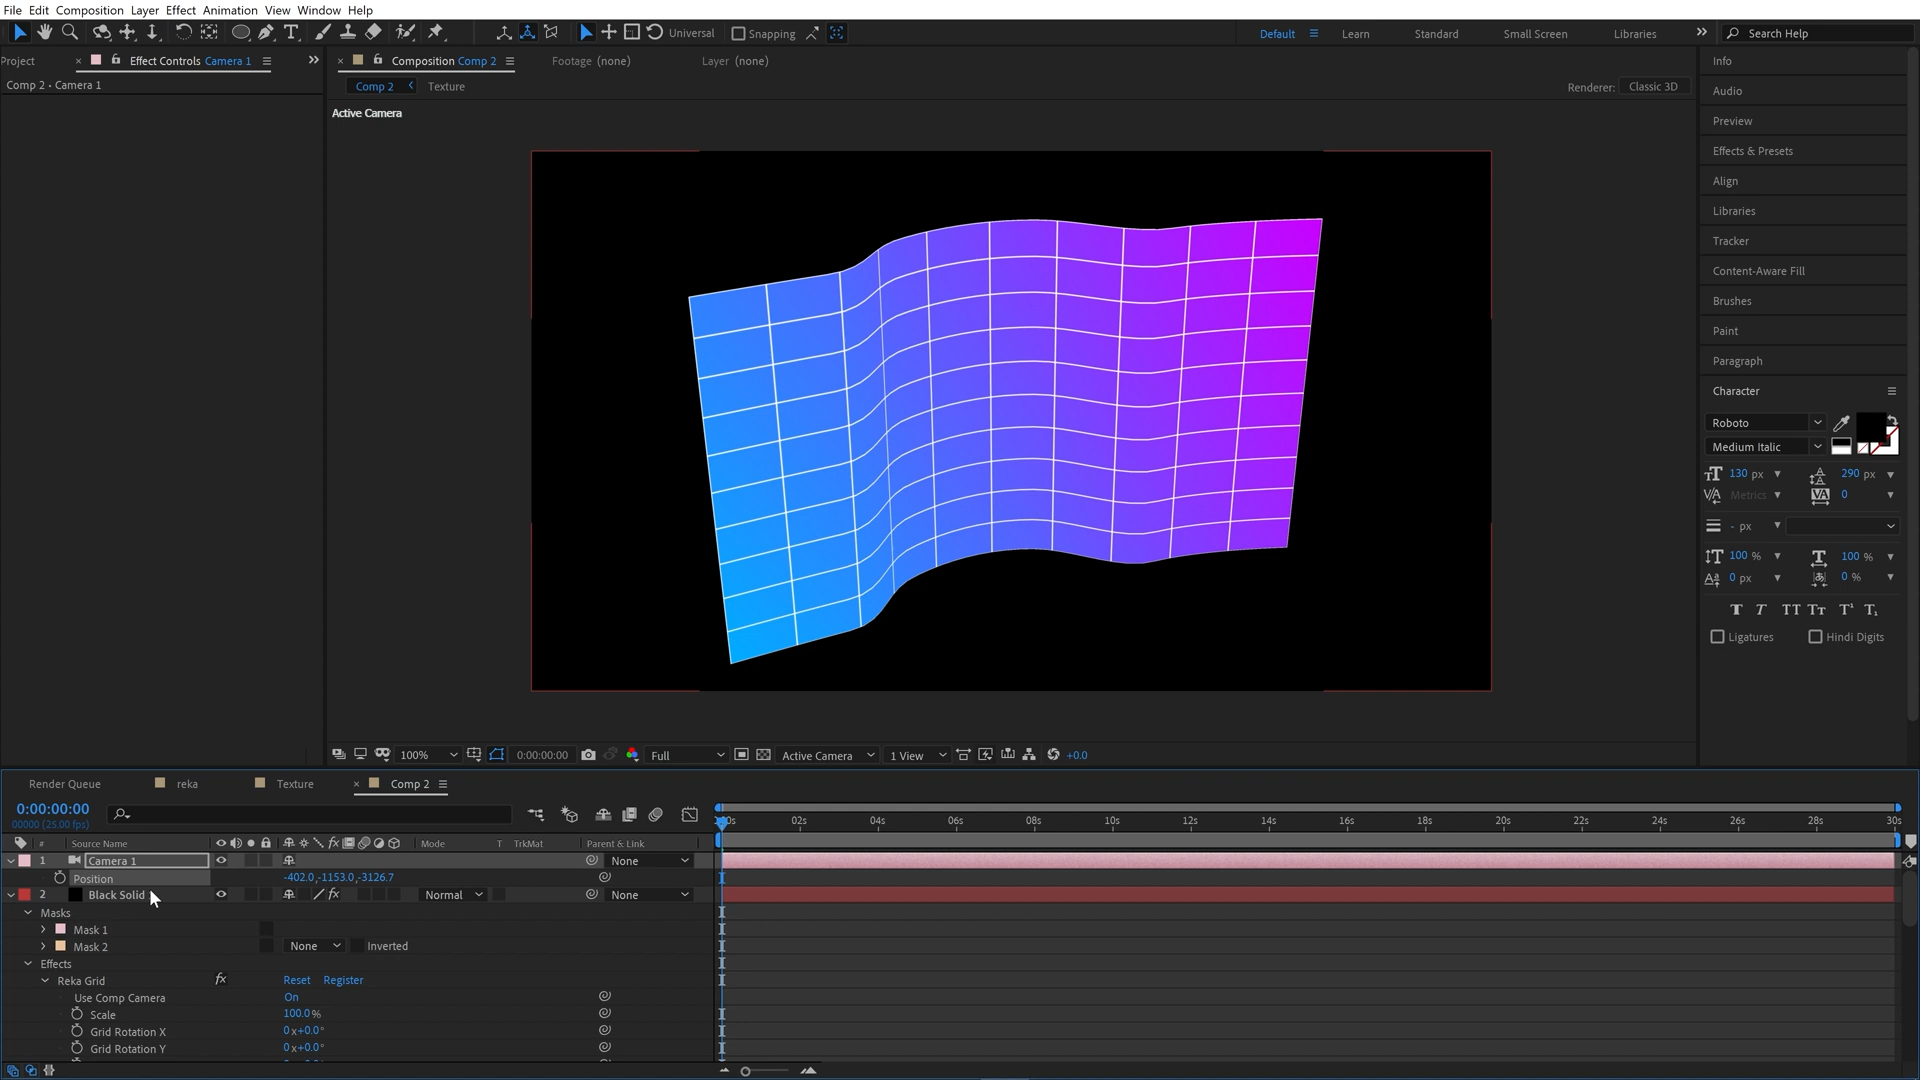 File Edit Composition Layer Effect Animation View Window Help
Universal Snapping Default Learn Standard Small Screen Libraries Search Help
Project Effect Controls Camera 1 Composition Comp 2 Footage (none) Layer (none) Info
Comp 2 • Camera 1 Comp 2 Texture Renderer: Classic 3D
Audio
Active Camera
Preview
Effects & Presets
Align
Libraries
Tracker
Content-Aware Fill
Brushes
Paint
Paragraph
Character
Roboto
Medium Italic
130 px 290 px
Metrics 0
- px
100 % 100 %
0 px 0 %
T T TT Tt T¹ T₁
Ligatures Hindi Digits
100% 0:00:00:00 Full Active Camera 1 View +0.0
Render Queue reka Texture Comp 2
0:00:00:00
00000 (25.00 fps)
02s 04s 06s 08s 10s 12s 14s 16s 18s 20s 22s 24s 26s 28s 30s
# Source Name Mode T TrkMat Parent & Link
1 Camera 1 None
Position -402.0,-1153.0,-3126.7
2 Black Solid Normal None
Masks
Mask 1
Mask 2 None Inverted
Effects
Reka Grid fx Reset Register
Use Comp Camera On
Scale 100.0%
Grid Rotation X 0x+0.0°
Grid Rotation Y 0x+0.0°